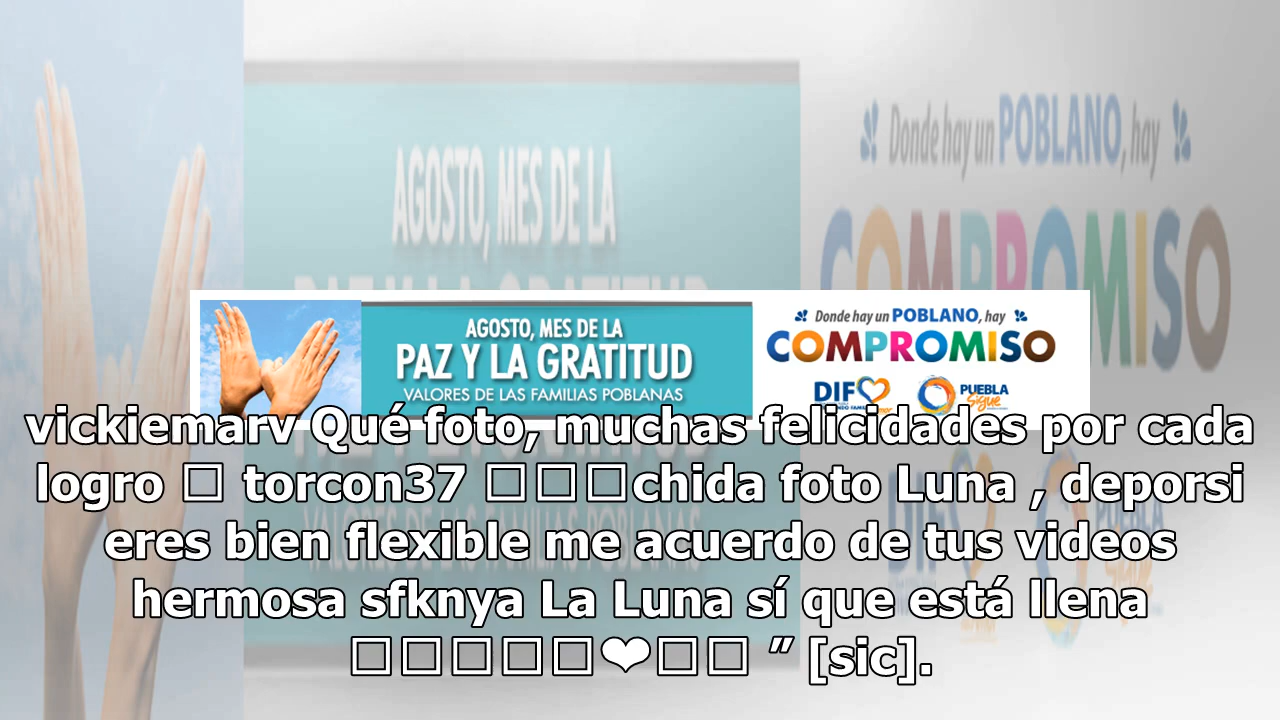 AGOSTO, MES DE LA
Donde hay un POBLANO, hay
COMPROMISO
AGOSTO, MES DE LA
PAZ Y LA GRATITUD
VALORES DE LAS FAMILIAS POBLANAS
Donde hay un POBLANO, hay
COMPROMISO
DIF
PUEBLA
Sigue
vickiemarv Qué foto, muchas felicidades por cada
logro □ torcon37 □□□chida foto Luna , deporsi
eres bien flexible me acuerdo de tus videos
hermosa sfknya La Luna sí que está llena
□□□□□❤□□ ” [sic].